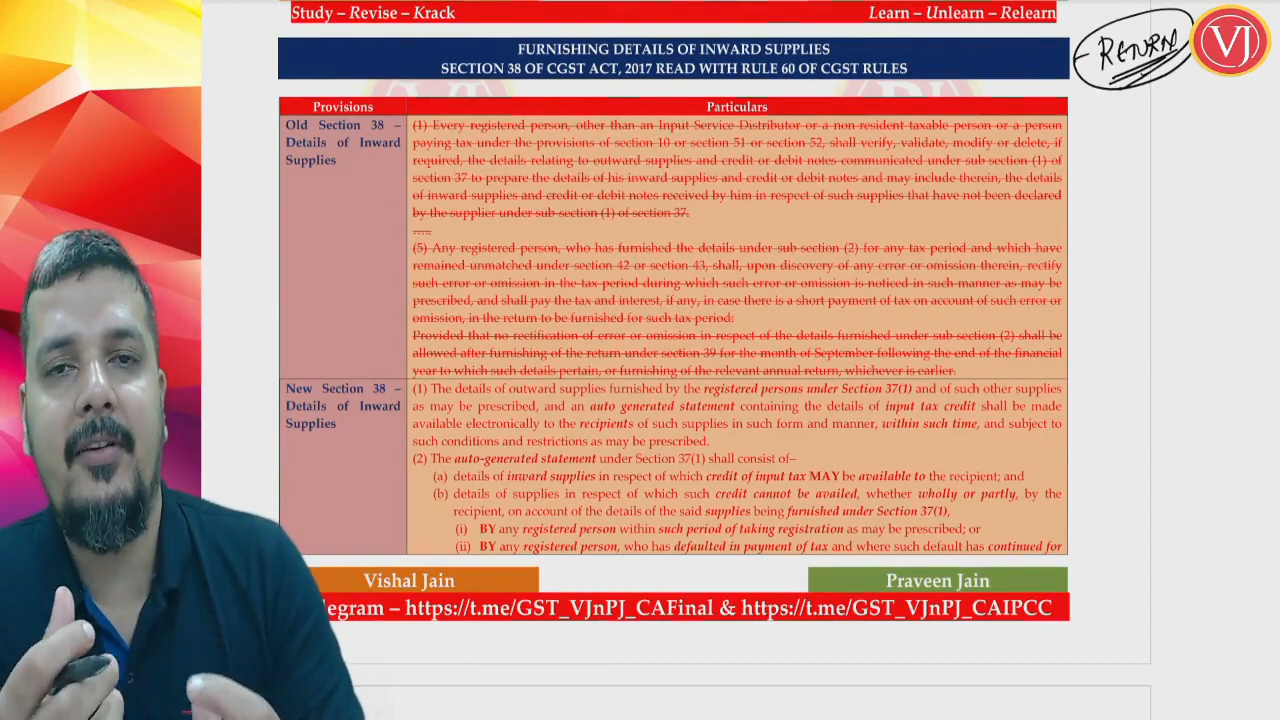 Study – Revise – Krack
Learn – Unlearn – Relearn
RETURN
VJ
FURNISHING DETAILS OF INWARD SUPPLIES
SECTION 38 OF CGST ACT, 2017 READ WITH RULE 60 OF CGST RULES
Provisions
Particulars
Old Section 38 –
Details of Inward
Supplies
(1) Every registered person, other than an Input Service Distributor or a non-resident taxable person or a person
paying tax under the provisions of section 10 or section 51 or section 52, shall verify, validate, modify or delete, if
required, the details relating to outward supplies and credit or debit notes communicated under sub section (1) of
section 37 to prepare the details of his inward supplies and credit or debit notes and may include therein, the details
of inward supplies and credit or debit notes received by him in respect of such supplies that have not been declared
by the supplier under sub-section (1) of section 37.
.....
(5) Any registered person, who has furnished the details under sub-section (2) for any tax period and which have
remained unmatched under section 42 or section 43, shall, upon discovery of any error or omission therein, rectify
such error or omission in the tax period during which such error or omission is noticed in such manner as may be
prescribed, and shall pay the tax and interest, if any, in case there is a short payment of tax on account of such error or
omission, in the return to be furnished for such tax period:
Provided that no rectification of error or omission in respect of the details furnished under sub-section (2) shall be
allowed after furnishing of the return under section 39 for the month of September following the end of the financial
year to which such details pertain, or furnishing of the relevant annual return, whichever is earlier.
New Section 38 –
Details of Inward
Supplies
(1) The details of outward supplies furnished by the registered persons under Section 37(1) and of such other supplies
as may be prescribed, and an auto generated statement containing the details of input tax credit shall be made
available electronically to the recipients of such supplies in such form and manner, within such time, and subject to
such conditions and restrictions as may be prescribed.
(2) The auto-generated statement under Section 37(1) shall consist of–
(a) details of inward supplies in respect of which credit of input tax MAY be available to the recipient; and
(b) details of supplies in respect of which such credit cannot be availed, whether wholly or partly, by the
recipient, on account of the details of the said supplies being furnished under Section 37(1),
(i) BY any registered person within such period of taking registration as may be prescribed; or
(ii) BY any registered person, who has defaulted in payment of tax and where such default has continued for
Vishal Jain
Praveen Jain
legram – https://t.me/GST_VJnPJ_CAFinal & https://t.me/GST_VJnPJ_CAIPCC